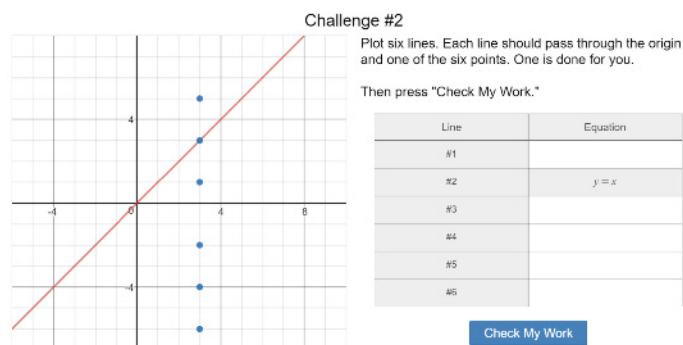 Challenge #2
Plot six lines. Each line should pass through the origin
and one of the six points. One is done for you.
Then press "Check My Work."
Line Equation
#1
#2 y = x
#3
#4
#5
#6
Check My Work
4
-4 0 4 8
-4